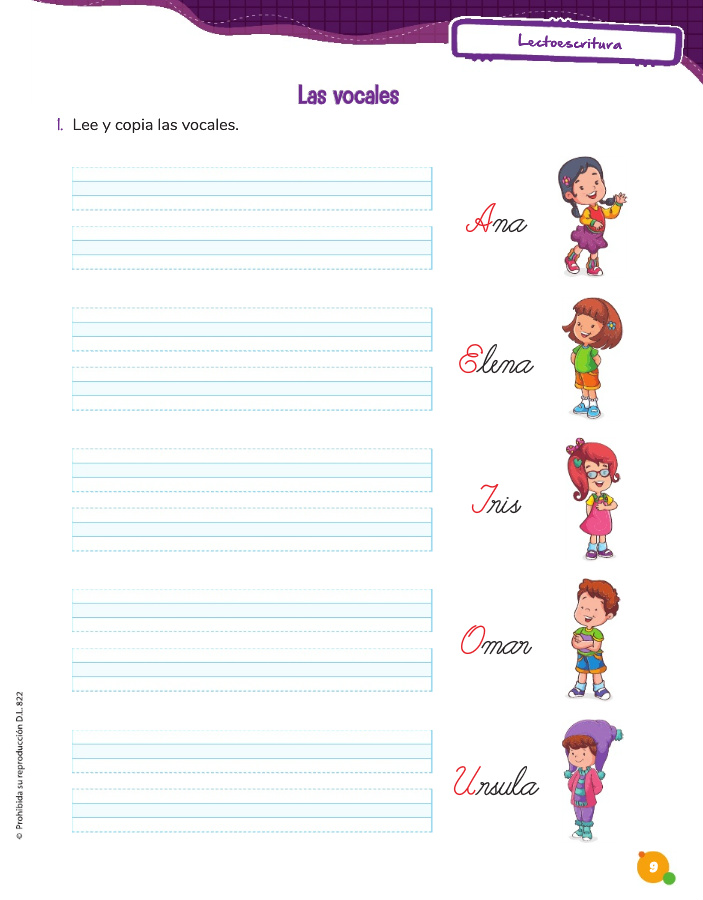 Lectoescritura
Las vocales
1. Lee y copia las vocales.
Ana
Elena
Iris
Omar
Ursula
© Prohibida su reproducción D.L. 822
9